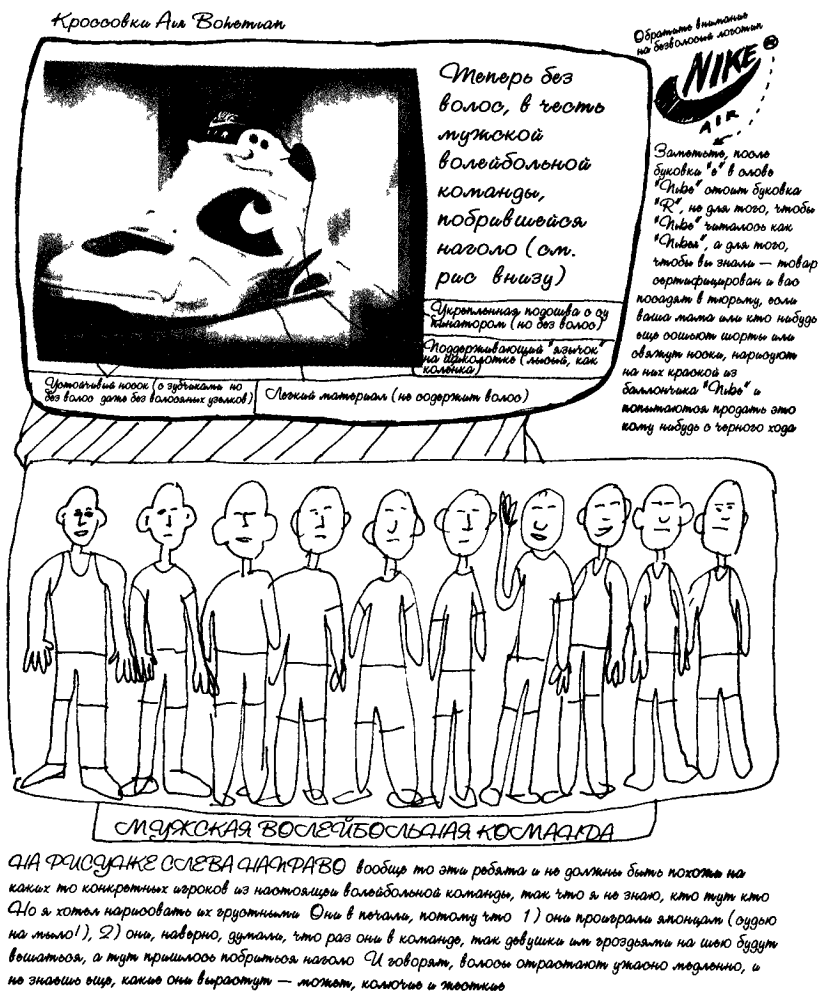 Кроссовки Air Bohemian
Обратите внимание
на безволосый логотип
NIKE ®
AIR
Теперь без
волос, в честь
мужской
волейбольной
команды,
побрившейся
наголо (см.
рис внизу)
Заметьте, после
буковки "e" в слове
"Nike" стоит буковка
"R", не для того, чтобы
"Nike" читалось как
"Niker", а для того,
чтобы вы знали — товар
сертифицирован и вас
посадят в тюрьму, если
ваша мама или кто нибудь
еще сошьют шорты или
свяжут носки, нарисуют
на них краской из
баллончика "Nike" и
попытаются продать это
кому нибудь с черного хода
Укрепленная подошва с су
пинатором (но без волос)
Поддерживающий "язычок"
на щиколотке (лысый, как
коленка)
Устойчивый носок (с зубчиками но
без волос даже без волосяных узелков)
Легкий материал (не содержит волос)
МУЖСКАЯ ВОЛЕЙБОЛЬНАЯ КОМАНДА
НА РИСУНКЕ СЛЕВА НАПРАВО вообще то эти ребята и не должны быть похожи на
каких то конкретных игроков из настоящей волейбольной команды, так что я не знаю, кто тут кто
Но я хотел нарисовать их грустными Они в печали, потому что 1) они проиграли японцам (судью
на мыло!), 2) они, наверно, думали, что раз они в команде, так девушки им гроздьями на шею будут
вешаться, а тут пришлось побриться наголо И говорят, волосы отрастают ужасно медленно, и
не знаешь еще, какие они вырастут — может, колючие и жесткие